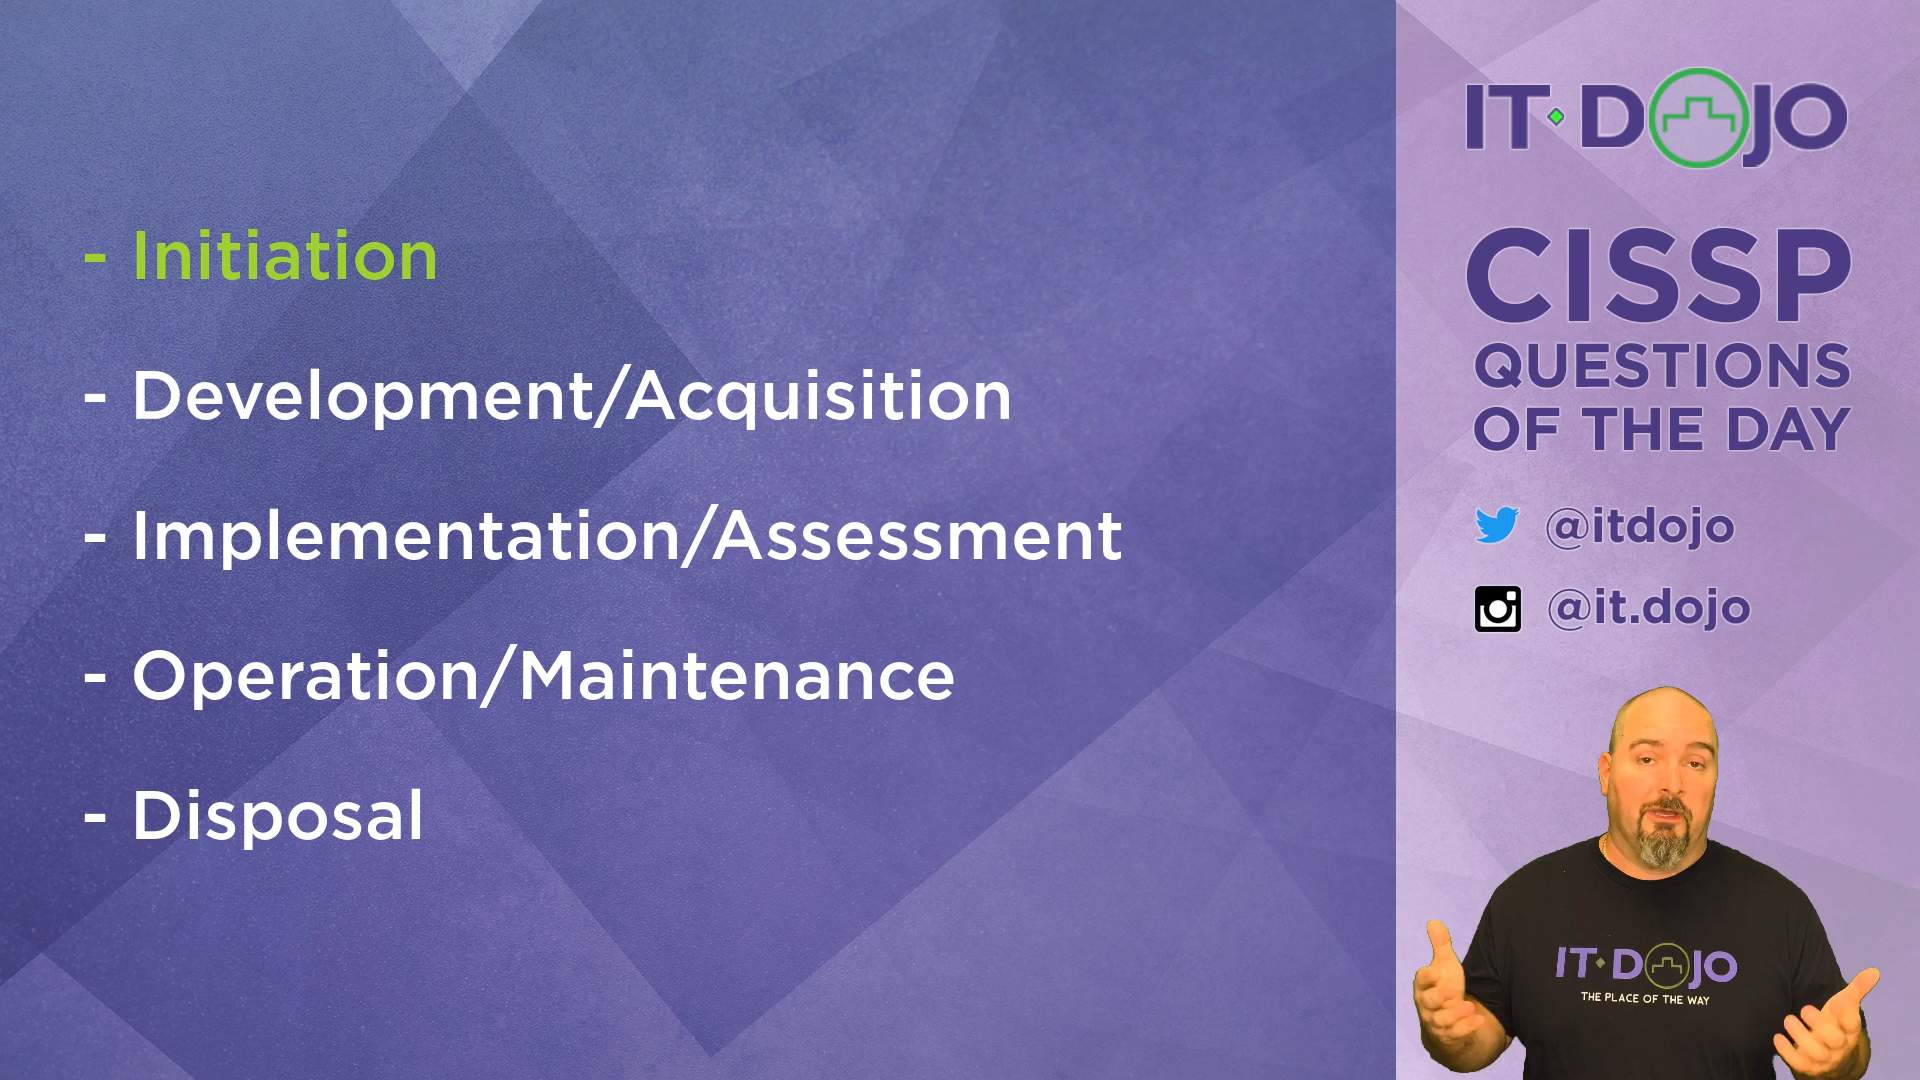 - Initiation
- Development/Acquisition
- Implementation/Assessment
- Operation/Maintenance
- Disposal
IT DOJO
CISSP
QUESTIONS
OF THE DAY
@itdojo
@it.dojo
IT DOJO
THE PLACE OF THE WAY